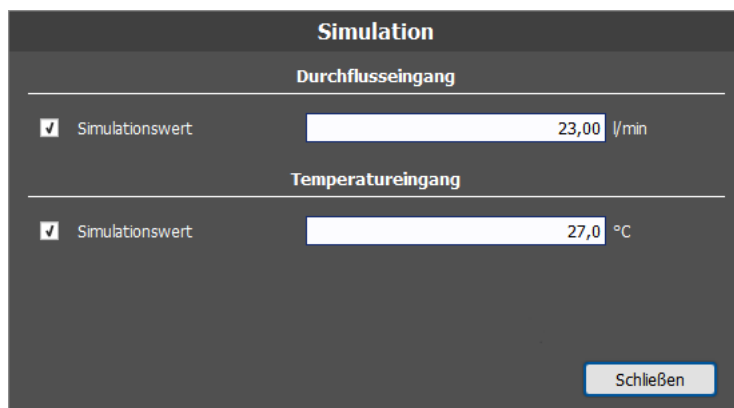 Simulation
Durchflusseingang
Simulationswert 23,00 l/min
Temperatureingang
Simulationswert 27,0 °C
Schließen